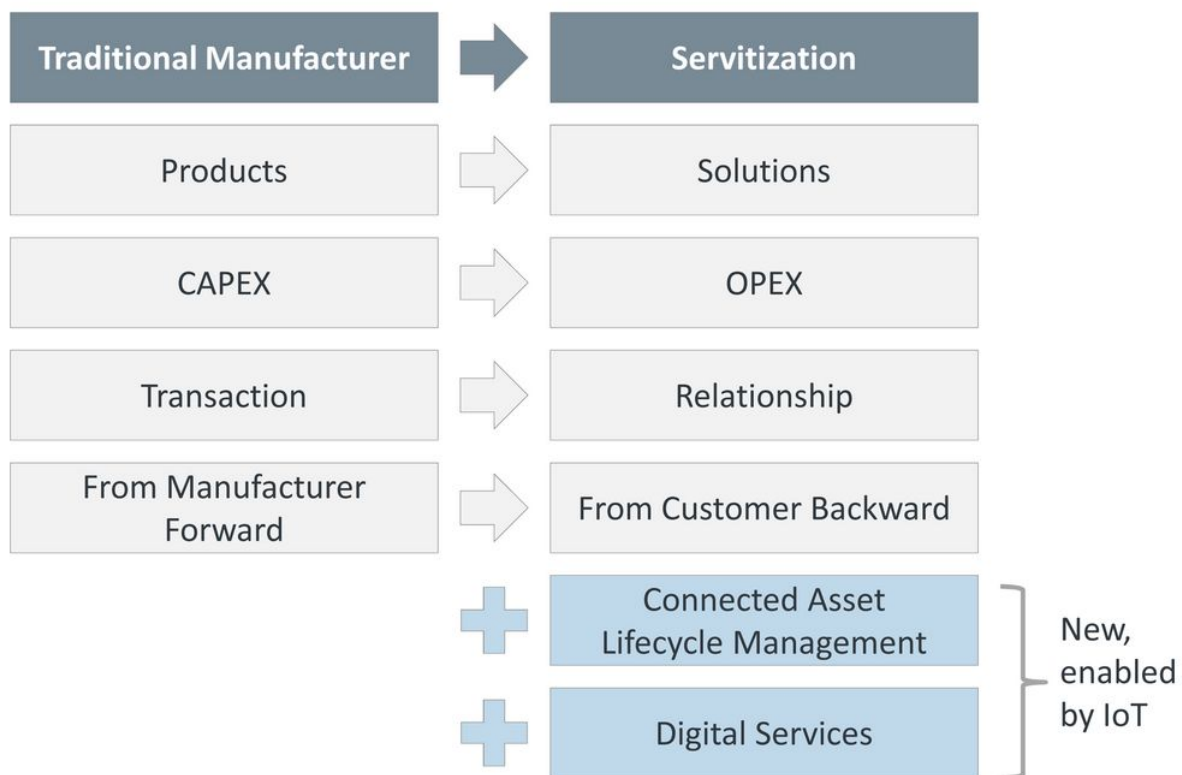 Traditional Manufacturer
Servitization
Products
Solutions
CAPEX
OPEX
Transaction
Relationship
From Manufacturer
Forward
From Customer Backward
Connected Asset
Lifecycle Management
Digital Services
New,
enabled
by IoT